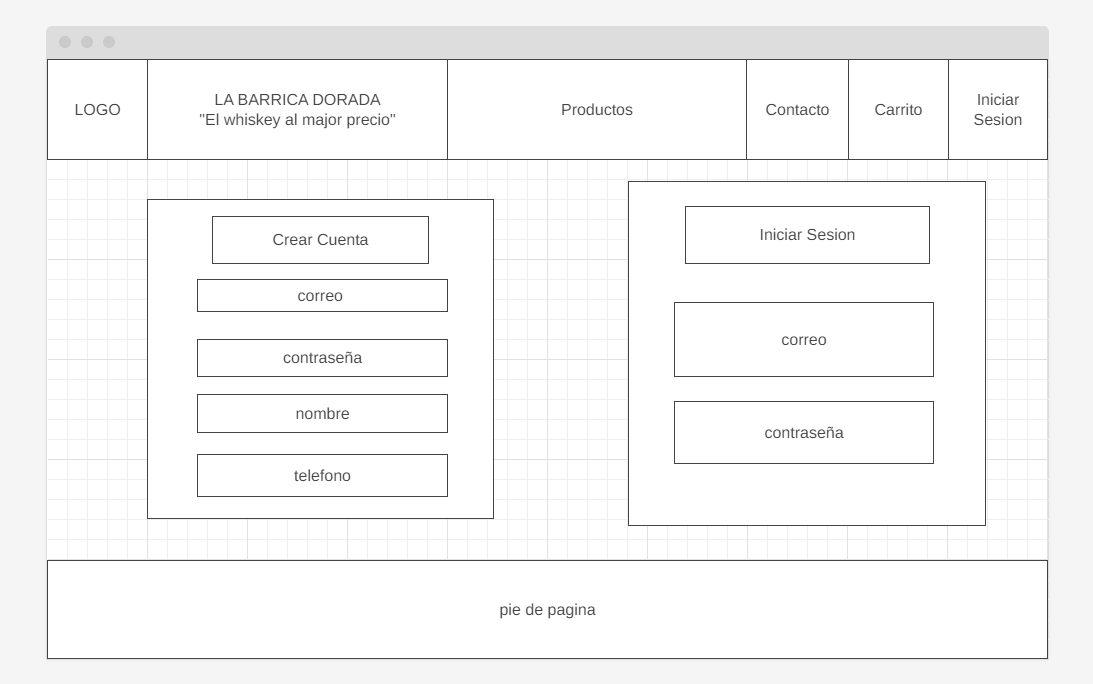 LOGO
LA BARRICA DORADA
"El whiskey al major precio"
Productos
Contacto
Carrito
Iniciar
Sesion
Crear Cuenta
correo
contraseña
nombre
telefono
Iniciar Sesion
correo
contraseña
pie de pagina